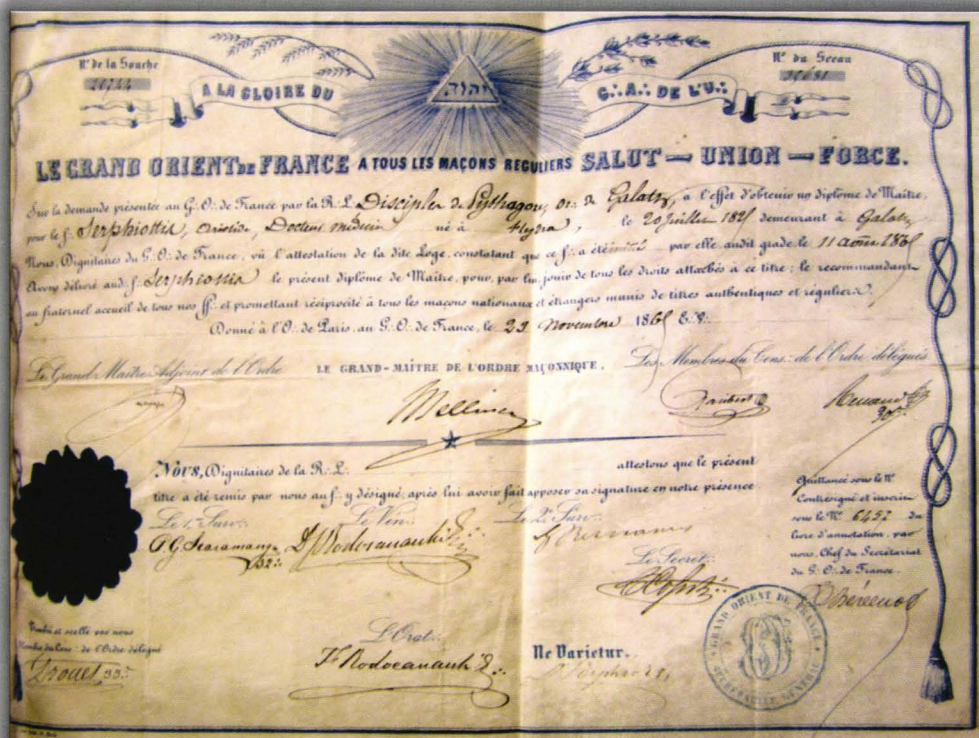 N° de la Souche
N° du Sceau
A LA GLOIRE DU
יהוה
G∴A∴ DE L'U∴
LE GRAND ORIENT DE FRANCE A TOUS LES MAÇONS REGULIERS SALUT — UNION — FORCE.
Sur la demande présentée au G∴O∴ de France par la R∴L∴ Disciples de Pythagore, Or∴ de Galatz, à l'effet d'obtenir un diplôme de Maître,
pour le f∴ Serphiottis, Aristide, Docteur médecin né à Hydra, le 20 juillet demeurant à Galatz
Nous, Dignitaires du G∴O∴ de France, vû l'attestation de la dite Loge, constatant que ce f∴ a été initié par elle audit grade le 11 août
Avons délivré aud∴ f∴ Serphiottis le présent diplôme de Maître, pour, par lui, jouir de tous les droits attachés à ce titre; le recommandant
au fraternel accueil de tous nos ff∴ et promettant réciprocité à tous les maçons nationaux et étrangers munis de titres authentiques et réguliers.
Donné à l'O∴ de Paris, au G∴O∴ de France, le 23 Novembre E∴V∴
Le Grand-Maître Adjoint de l'Ordre
LE GRAND-MAÎTRE DE L'ORDRE MAÇONNIQUE,
Les Membres du Cons∴ de l'Ordre délégués
Mellinet
NOUS, Dignitaires de la R∴L∴ attestons que le présent
titre a été remis par nous au f∴ y désigné, après lui avoir fait apposer sa signature en notre présence
Le 1er Surv∴
Le Vén∴
Le 2e Surv∴
Rodocanachi
Le Secrét∴
Quittancé sous le N°
Contresigné et inscrit
sous le N° 6452 du
livre d'annotation, par
nous, Chef du Secrétariat
du G∴O∴ de France.
Timbré et scellé par nous
Membre du Cons∴ de l'Ordre délégué
L'Orat∴
Rodocanachi
Ne Varietur∴
GRAND ORIENT DE FRANCE
SECRÉTARIAT GÉNÉRAL